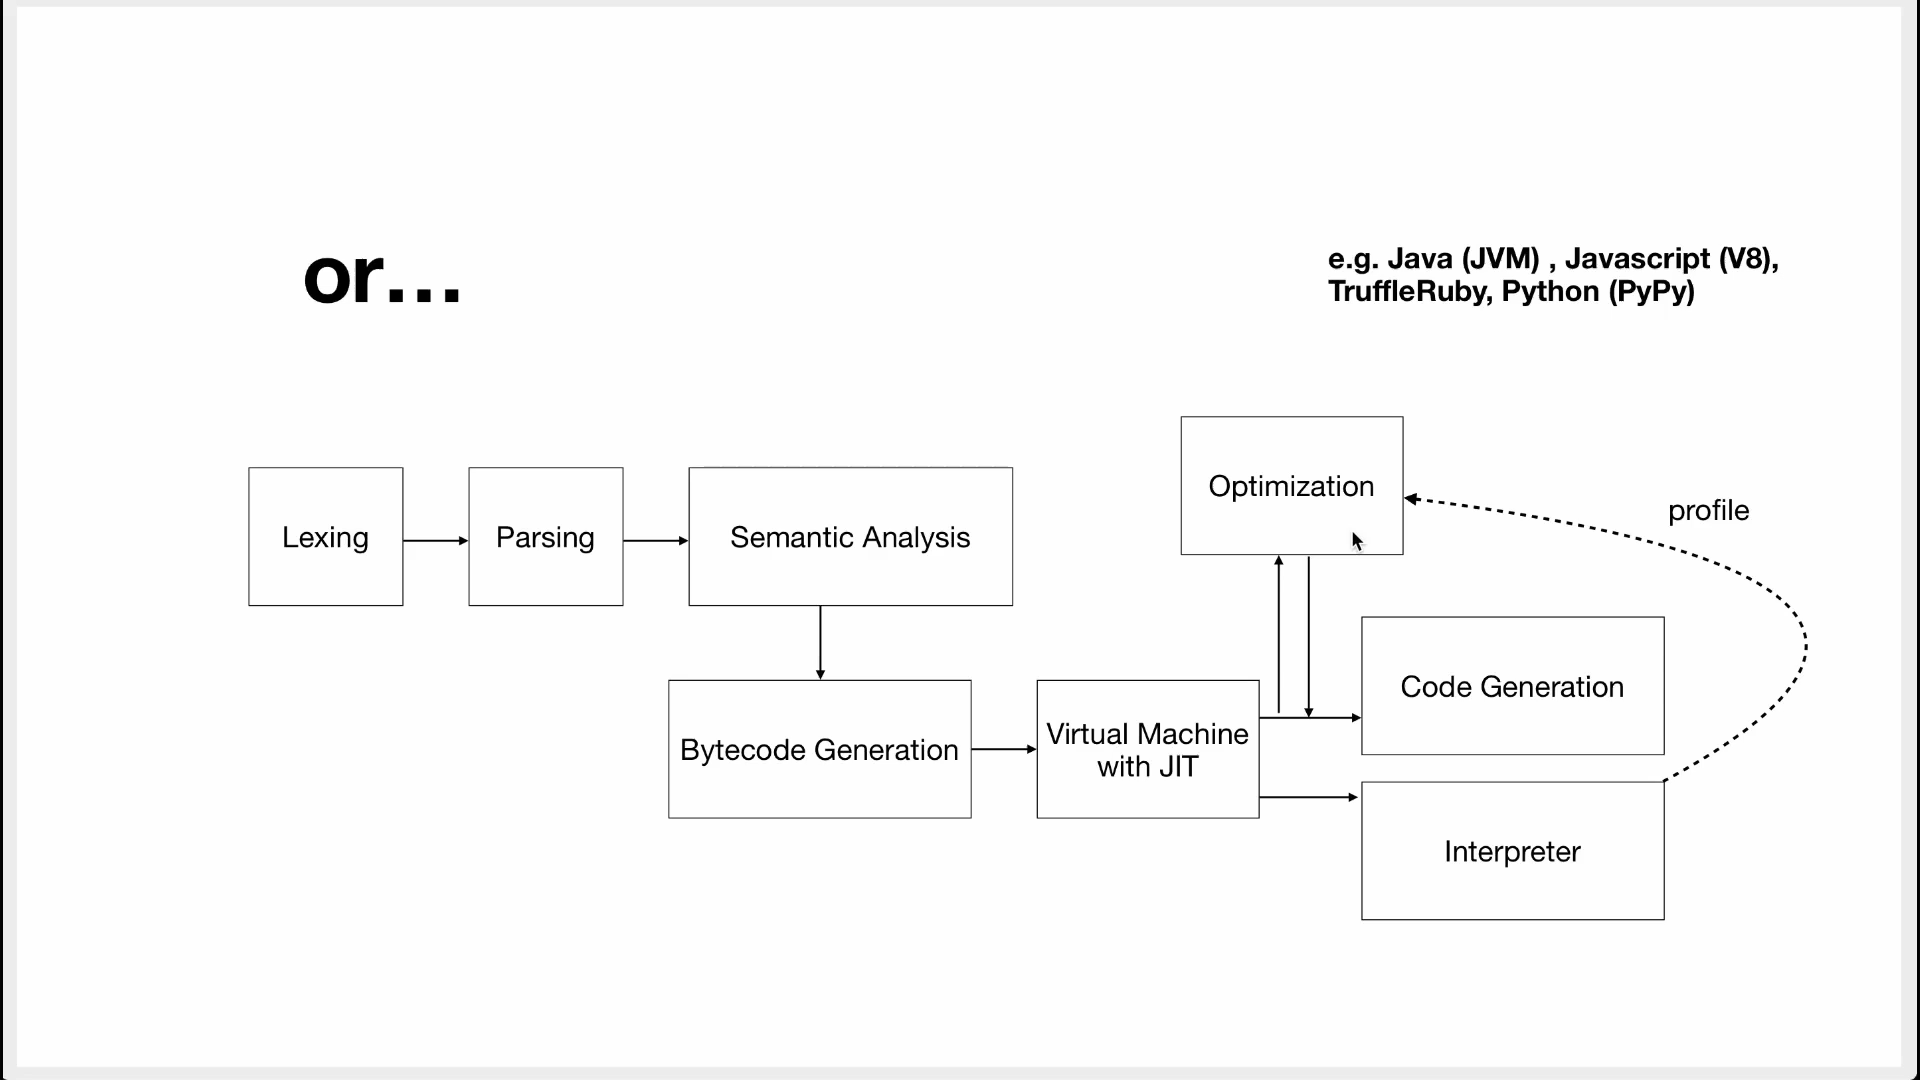 or...
e.g. Java (JVM) , Javascript (V8),
TruffleRuby, Python (PyPy)
Optimization
profile
Lexing
Parsing
Semantic Analysis
Code Generation
Bytecode Generation
Virtual Machine
with JIT
Interpreter